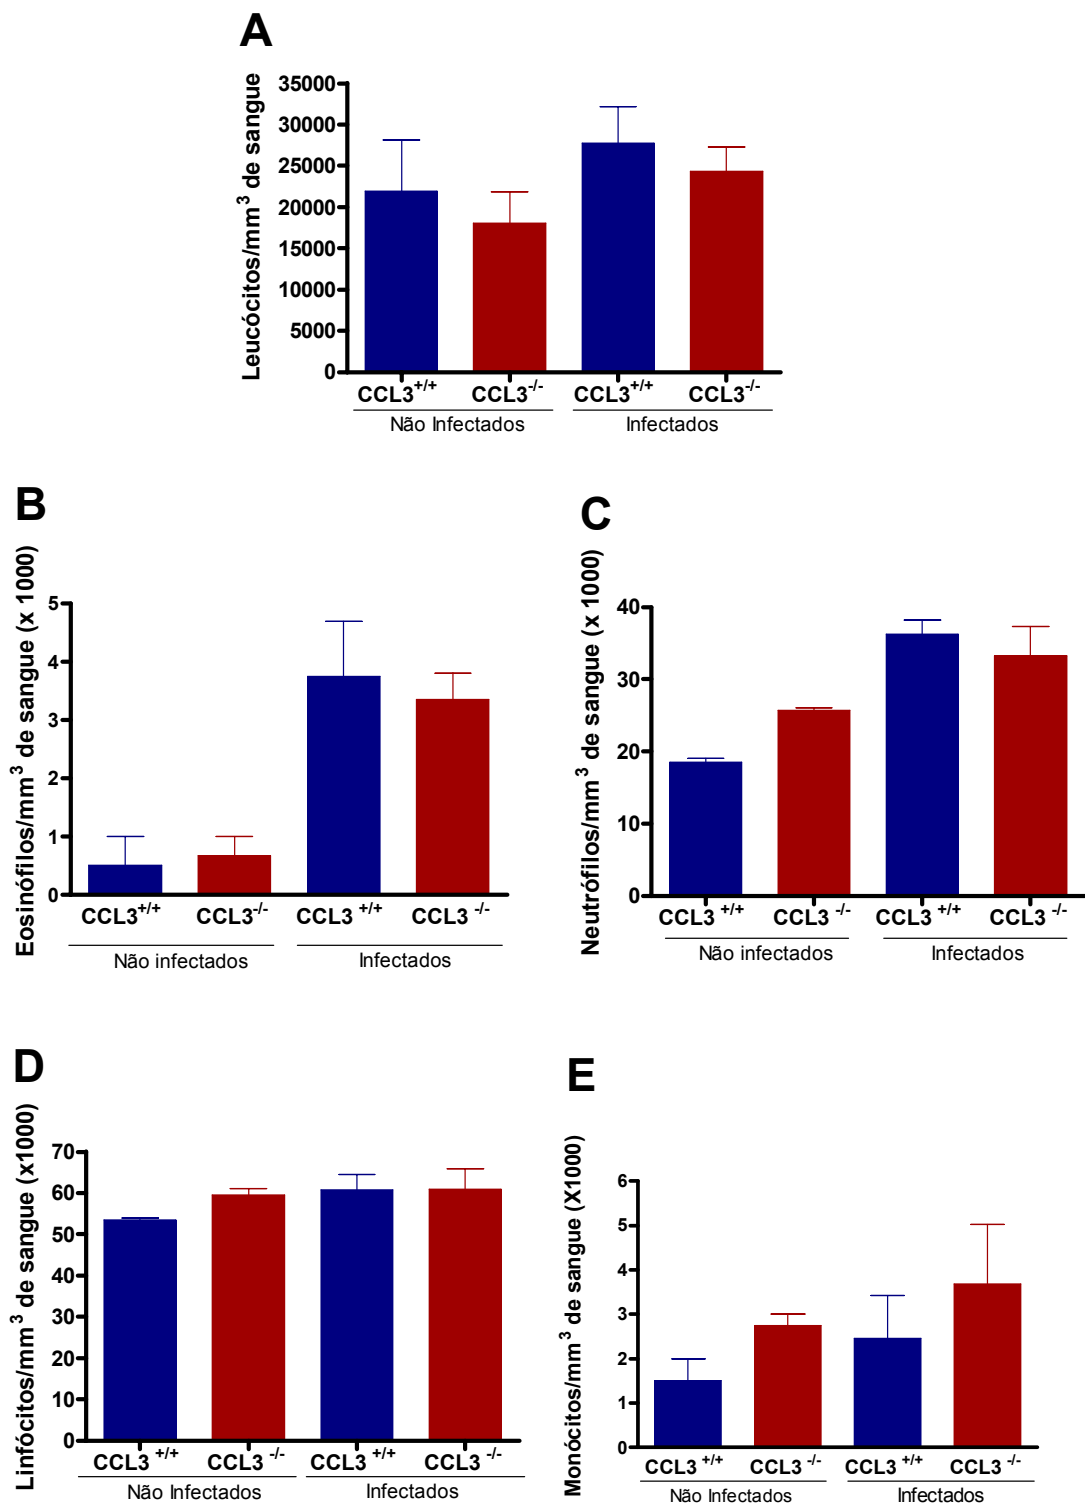 A
Leucócitos/mm³ de sangue
35000
30000
25000
20000
15000
10000
5000
0
CCL3+/+ CCL3-/- CCL3+/+ CCL3-/-
Não Infectados Infectados
B
Eosinófilos/mm³ de sangue (x 1000)
5
4
3
2
1
0
CCL3+/+ CCL3-/- CCL3 +/+ CCL3 -/-
Não infectados Infectados
C
Neutrófilos/mm³ de sangue (x 1000)
40
30
20
10
0
CCL3 +/+ CCL3 -/- CCL3 +/+ CCL3 -/-
Não infectados Infectados
D
Linfócitos/mm³ de sangue (x1000)
70
60
50
40
30
20
10
0
CCL3 +/+ CCL3 -/- CCL3 +/+ CCL3 -/-
Não Infectados Infectados
E
Monócitos/mm³ de sangue (X1000)
6
5
4
3
2
1
0
CCL3 +/+ CCL3 -/- CCL3 +/+ CCL3 -/-
Não Infectados Infectados